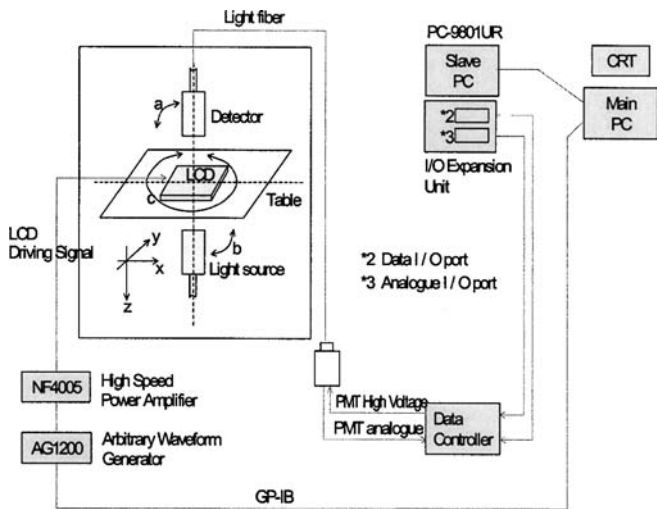 Light fiber
PC-9801UR
Slave
PC
CRT
Main
PC
*2
*3
I/O Expansion
Unit
a
Detector
LCD
c
Table
LCD
Driving Signal
y
x
z
b
Light source
*2 Data I / O port
*3 Analogue I / O port
NF4005
High Speed
Power Amplifier
AG1200
Arbitrary Waveform
Generator
PMT High Voltage
PMT analogue
Data
Controller
GP-IB